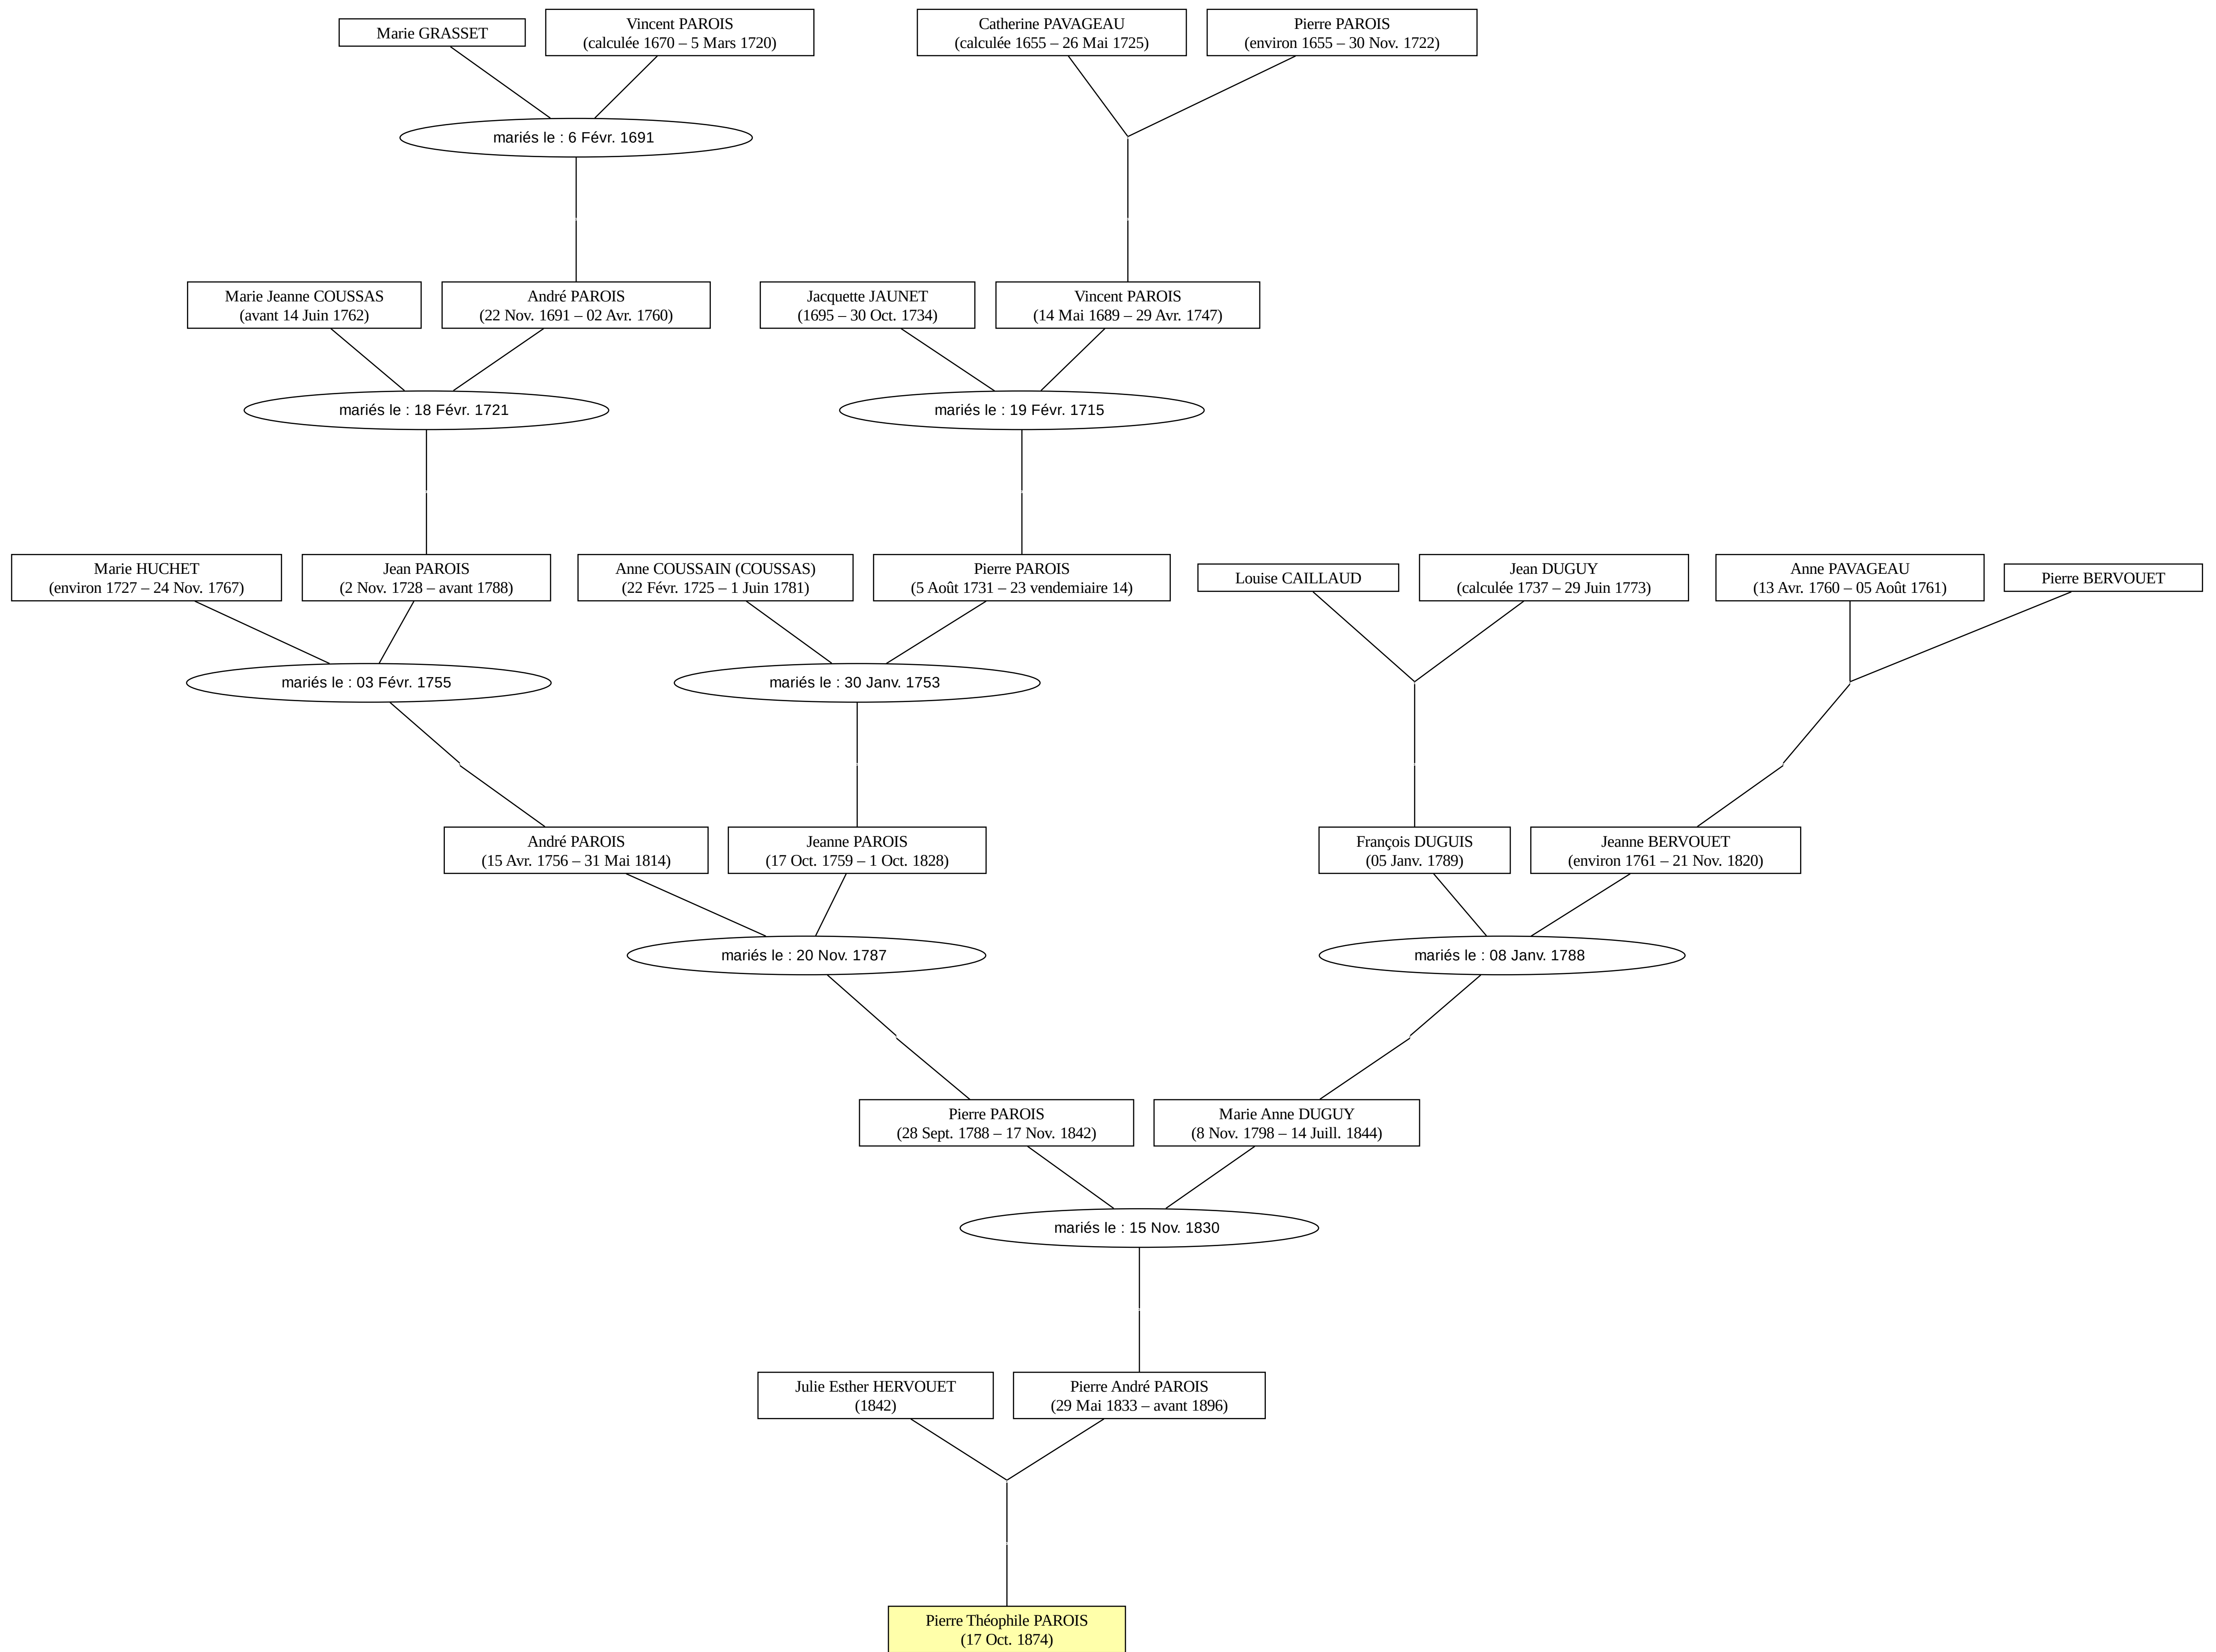 Marie GRASSET
Vincent PAROIS
(calculée 1670 – 5 Mars 1720)
Catherine PAVAGEAU
(calculée 1655 – 26 Mai 1725)
Pierre PAROIS
(environ 1655 – 30 Nov. 1722)
mariés le : 6 Févr. 1691
Marie Jeanne COUSSAS
(avant 14 Juin 1762)
André PAROIS
(22 Nov. 1691 – 02 Avr. 1760)
Jacquette JAUNET
(1695 – 30 Oct. 1734)
Vincent PAROIS
(14 Mai 1689 – 29 Avr. 1747)
mariés le : 18 Févr. 1721
mariés le : 19 Févr. 1715
Marie HUCHET
(environ 1727 – 24 Nov. 1767)
Jean PAROIS
(2 Nov. 1728 – avant 1788)
Anne COUSSAIN (COUSSAS)
(22 Févr. 1725 – 1 Juin 1781)
Pierre PAROIS
(5 Août 1731 – 23 vendemiaire 14)
Louise CAILLAUD
Jean DUGUY
(calculée 1737 – 29 Juin 1773)
Anne PAVAGEAU
(13 Avr. 1760 – 05 Août 1761)
Pierre BERVOUET
mariés le : 03 Févr. 1755
mariés le : 30 Janv. 1753
André PAROIS
(15 Avr. 1756 – 31 Mai 1814)
Jeanne PAROIS
(17 Oct. 1759 – 1 Oct. 1828)
François DUGUIS
(05 Janv. 1789)
Jeanne BERVOUET
(environ 1761 – 21 Nov. 1820)
mariés le : 20 Nov. 1787
mariés le : 08 Janv. 1788
Pierre PAROIS
(28 Sept. 1788 – 17 Nov. 1842)
Marie Anne DUGUY
(8 Nov. 1798 – 14 Juill. 1844)
mariés le : 15 Nov. 1830
Julie Esther HERVOUET
(1842)
Pierre André PAROIS
(29 Mai 1833 – avant 1896)
Pierre Théophile PAROIS
(17 Oct. 1874)